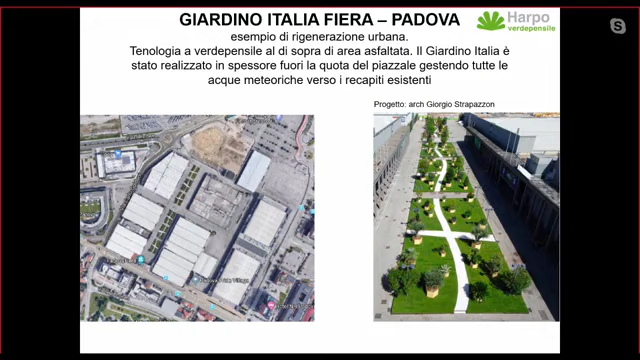 GIARDINO ITALIA FIERA – PADOVA
Harpo
verdepensile
esempio di rigenerazione urbana.
Tenologia a verdepensile al di sopra di area asfaltata. Il Giardino Italia è
stato realizzato in spessore fuori la quota del piazzale gestendo tutte le
acque meteoriche verso i recapiti esistenti
Progetto: arch Giorgio Strapazzon